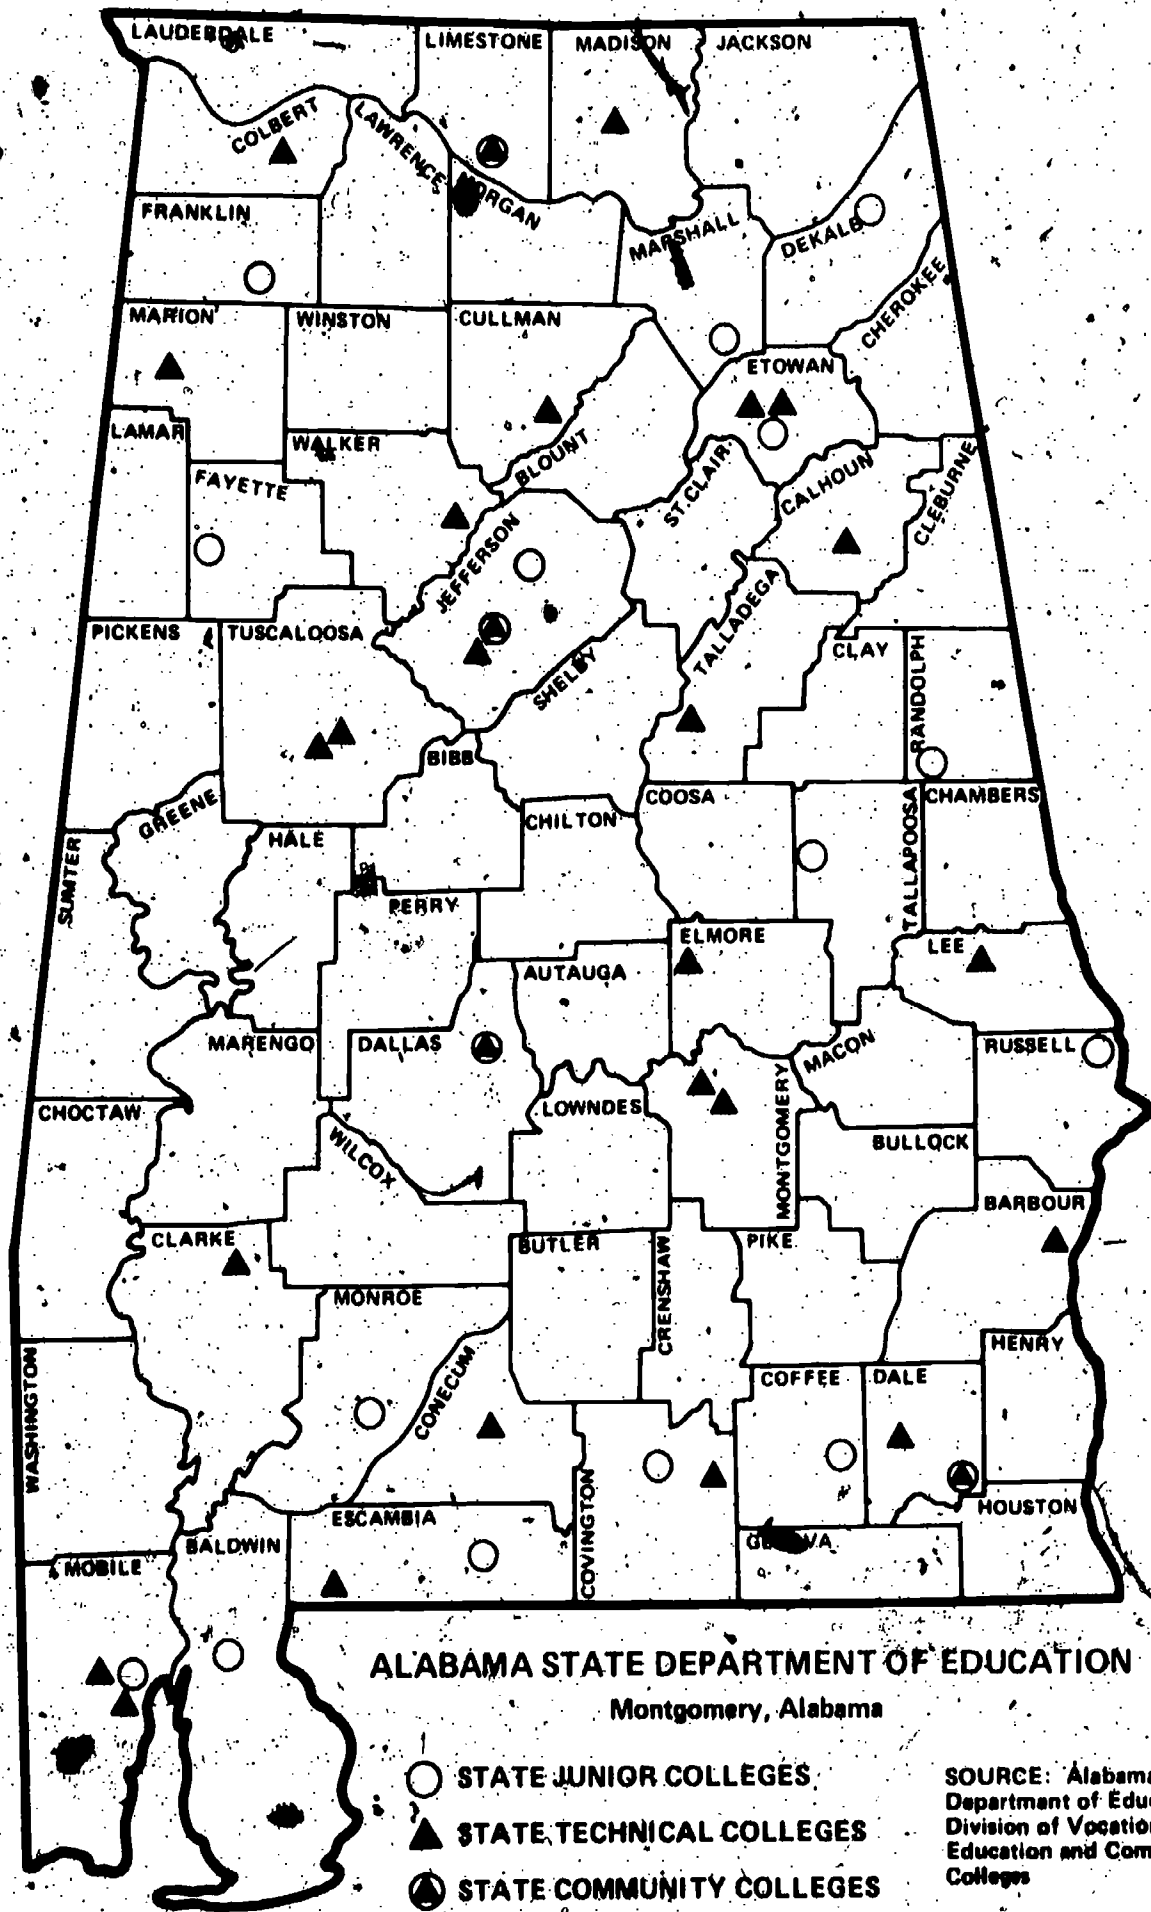 LAUDERDALE
LIMESTONE
MADISON
JACKSON
COLBERT
LAWRENCE
MORGAN
FRANKLIN
MARSHALL
DEKALB
CHEROKEE
MARION
WINSTON
CULLMAN
ETOWAN
LAMAR
WALKER
BLOUNT
ST. CLAIR
CALHOUN
CLEBURNE
FAYETTE
JEFFERSON
TALLADEGA
PICKENS
TUSCALOOSA
SHELBY
CLAY
RANDOLPH
BIBB
GREENE
HALE
CHILTON
COOSA
TALLAPOOSA
CHAMBERS
SUMTER
PERRY
ELMORE
LEE
AUTAUGA
MARENGO
DALLAS
MACON
RUSSELL
CHOCTAW
LOWNDES
MONTGOMERY
BULLOCK
WILCOX
BARBOUR
CLARKE
BUTLER
CRENSHAW
PIKE
MONROE
HENRY
WASHINGTON
CONECUM
COFFEE
DALE
ESCAMBIA
COVINGTON
HOUSTON
BALDWIN
MOBILE
ALABAMA STATE DEPARTMENT OF EDUCATION
Montgomery, Alabama
STATE JUNIOR COLLEGES
STATE TECHNICAL COLLEGES
STATE COMMUNITY COLLEGES
SOURCE: Alabama
Department of Edu
Division of Vocation
Education and Com
Colleges